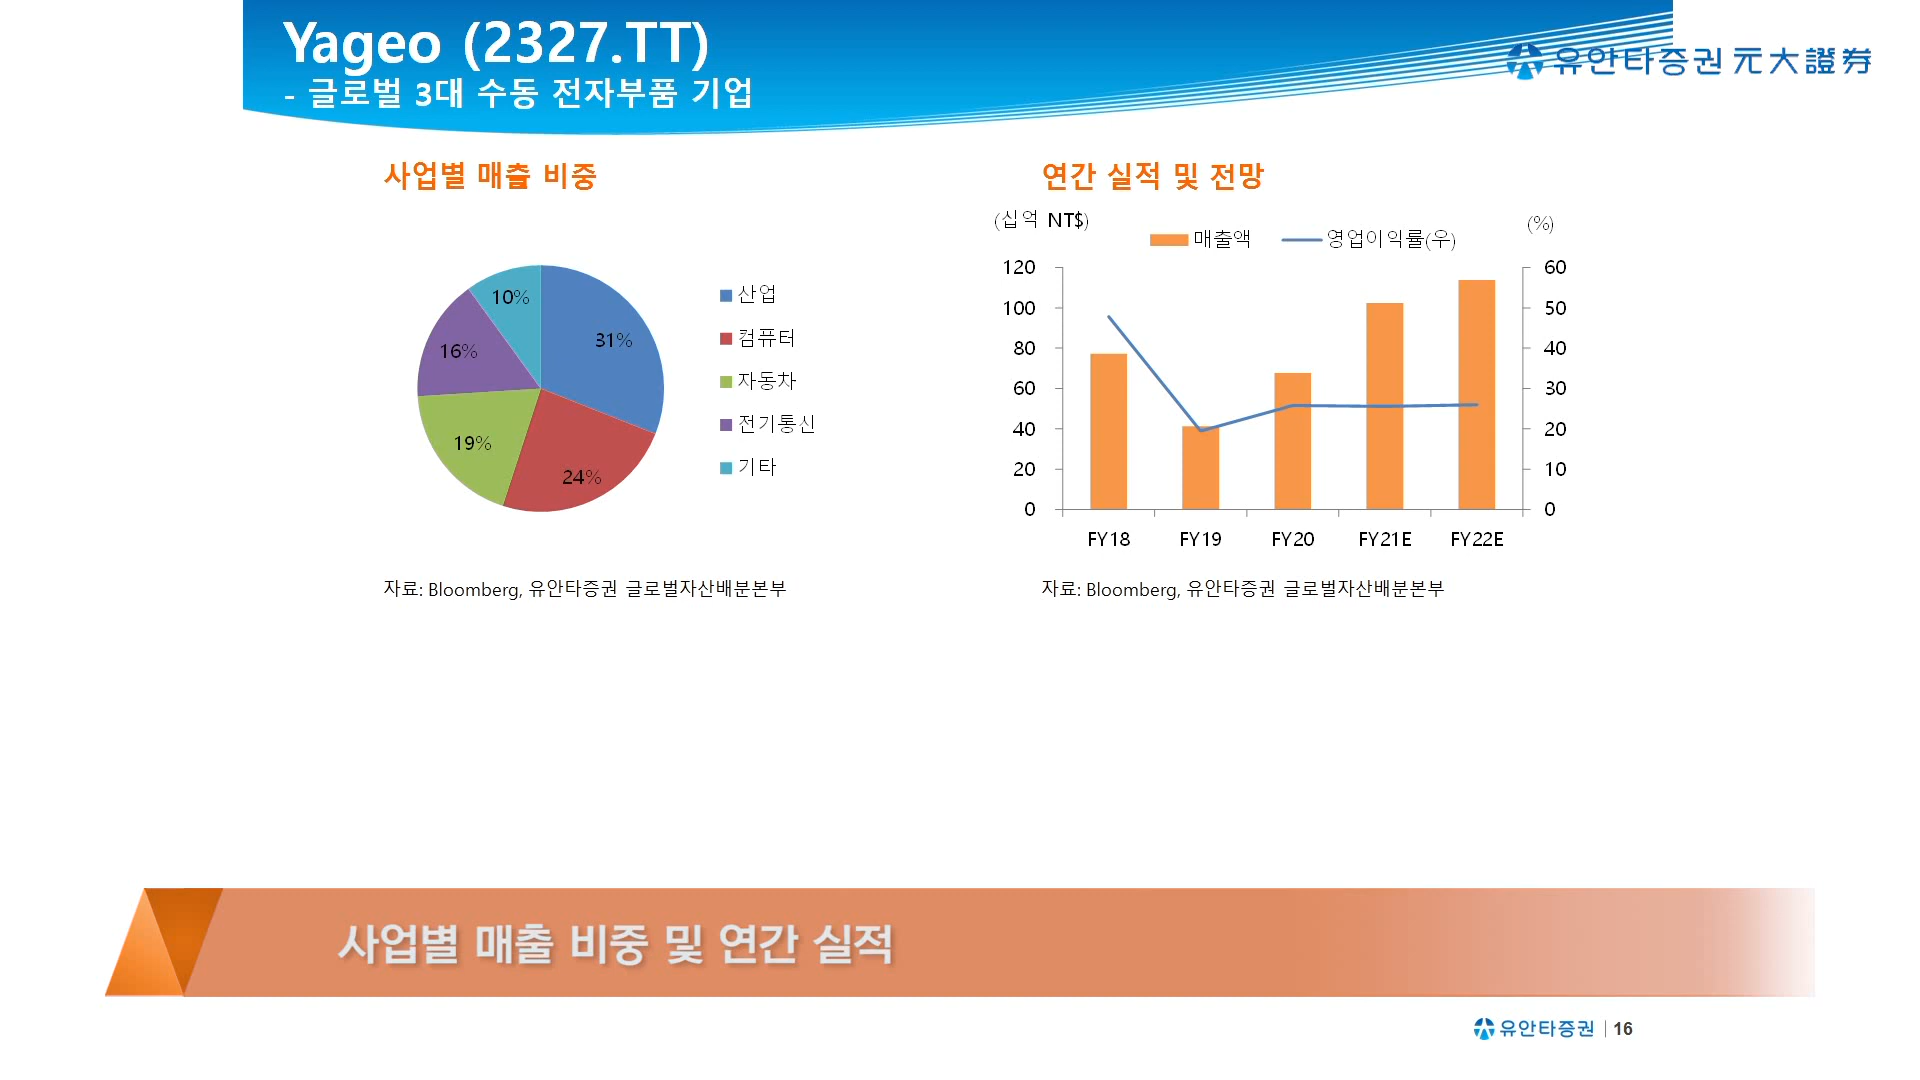 Yageo (2327.TT)
- 글로벌 3대 수동 전자부품 기업
유안타증권 元大證券
사업별 매출 비중
31%
24%
19%
16%
10%
산업
컴퓨터
자동차
전기통신
기타
자료: Bloomberg, 유안타증권 글로벌자산배분본부
연간 실적 및 전망
(십억 NT$)
(%)
매출액 영업이익률(우)
120
100
80
60
40
20
0
60
50
40
30
20
10
0
FY18 FY19 FY20 FY21E FY22E
자료: Bloomberg, 유안타증권 글로벌자산배분본부
사업별 매출 비중 및 연간 실적
유안타증권 | 16